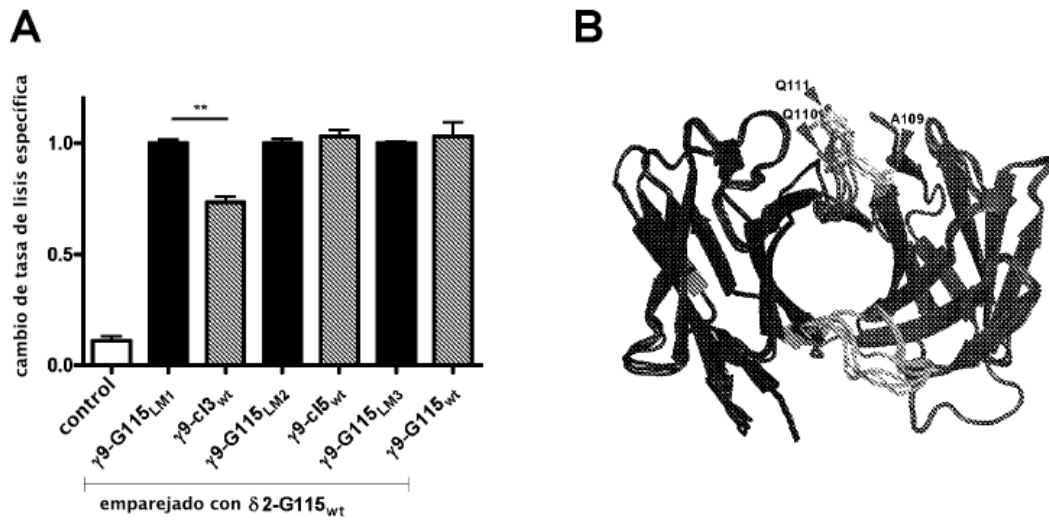 A
B
cambio de tasa de lisis específica
1.0
0.5
0.0
**
control
γ9-G115LM1
γ9-cl3wt
γ9-G115LM2
γ9-cl5wt
γ9-G115LM3
γ9-G115wt
emparejado con δ2-G115wt
Q111
Q110
A109